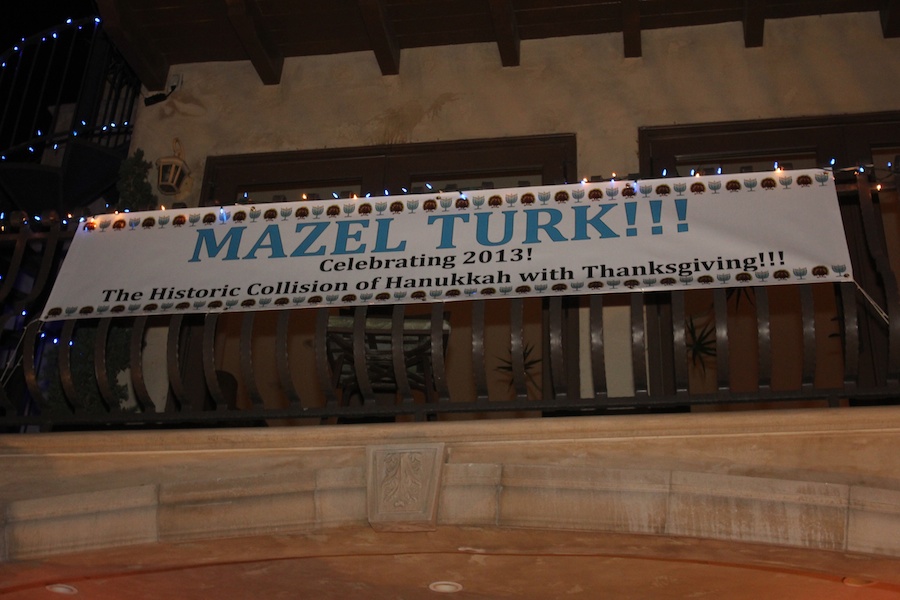 MAZEL TURK!!!
Celebrating 2013!
The Historic Collision of Hanukkah with Thanksgiving!!!